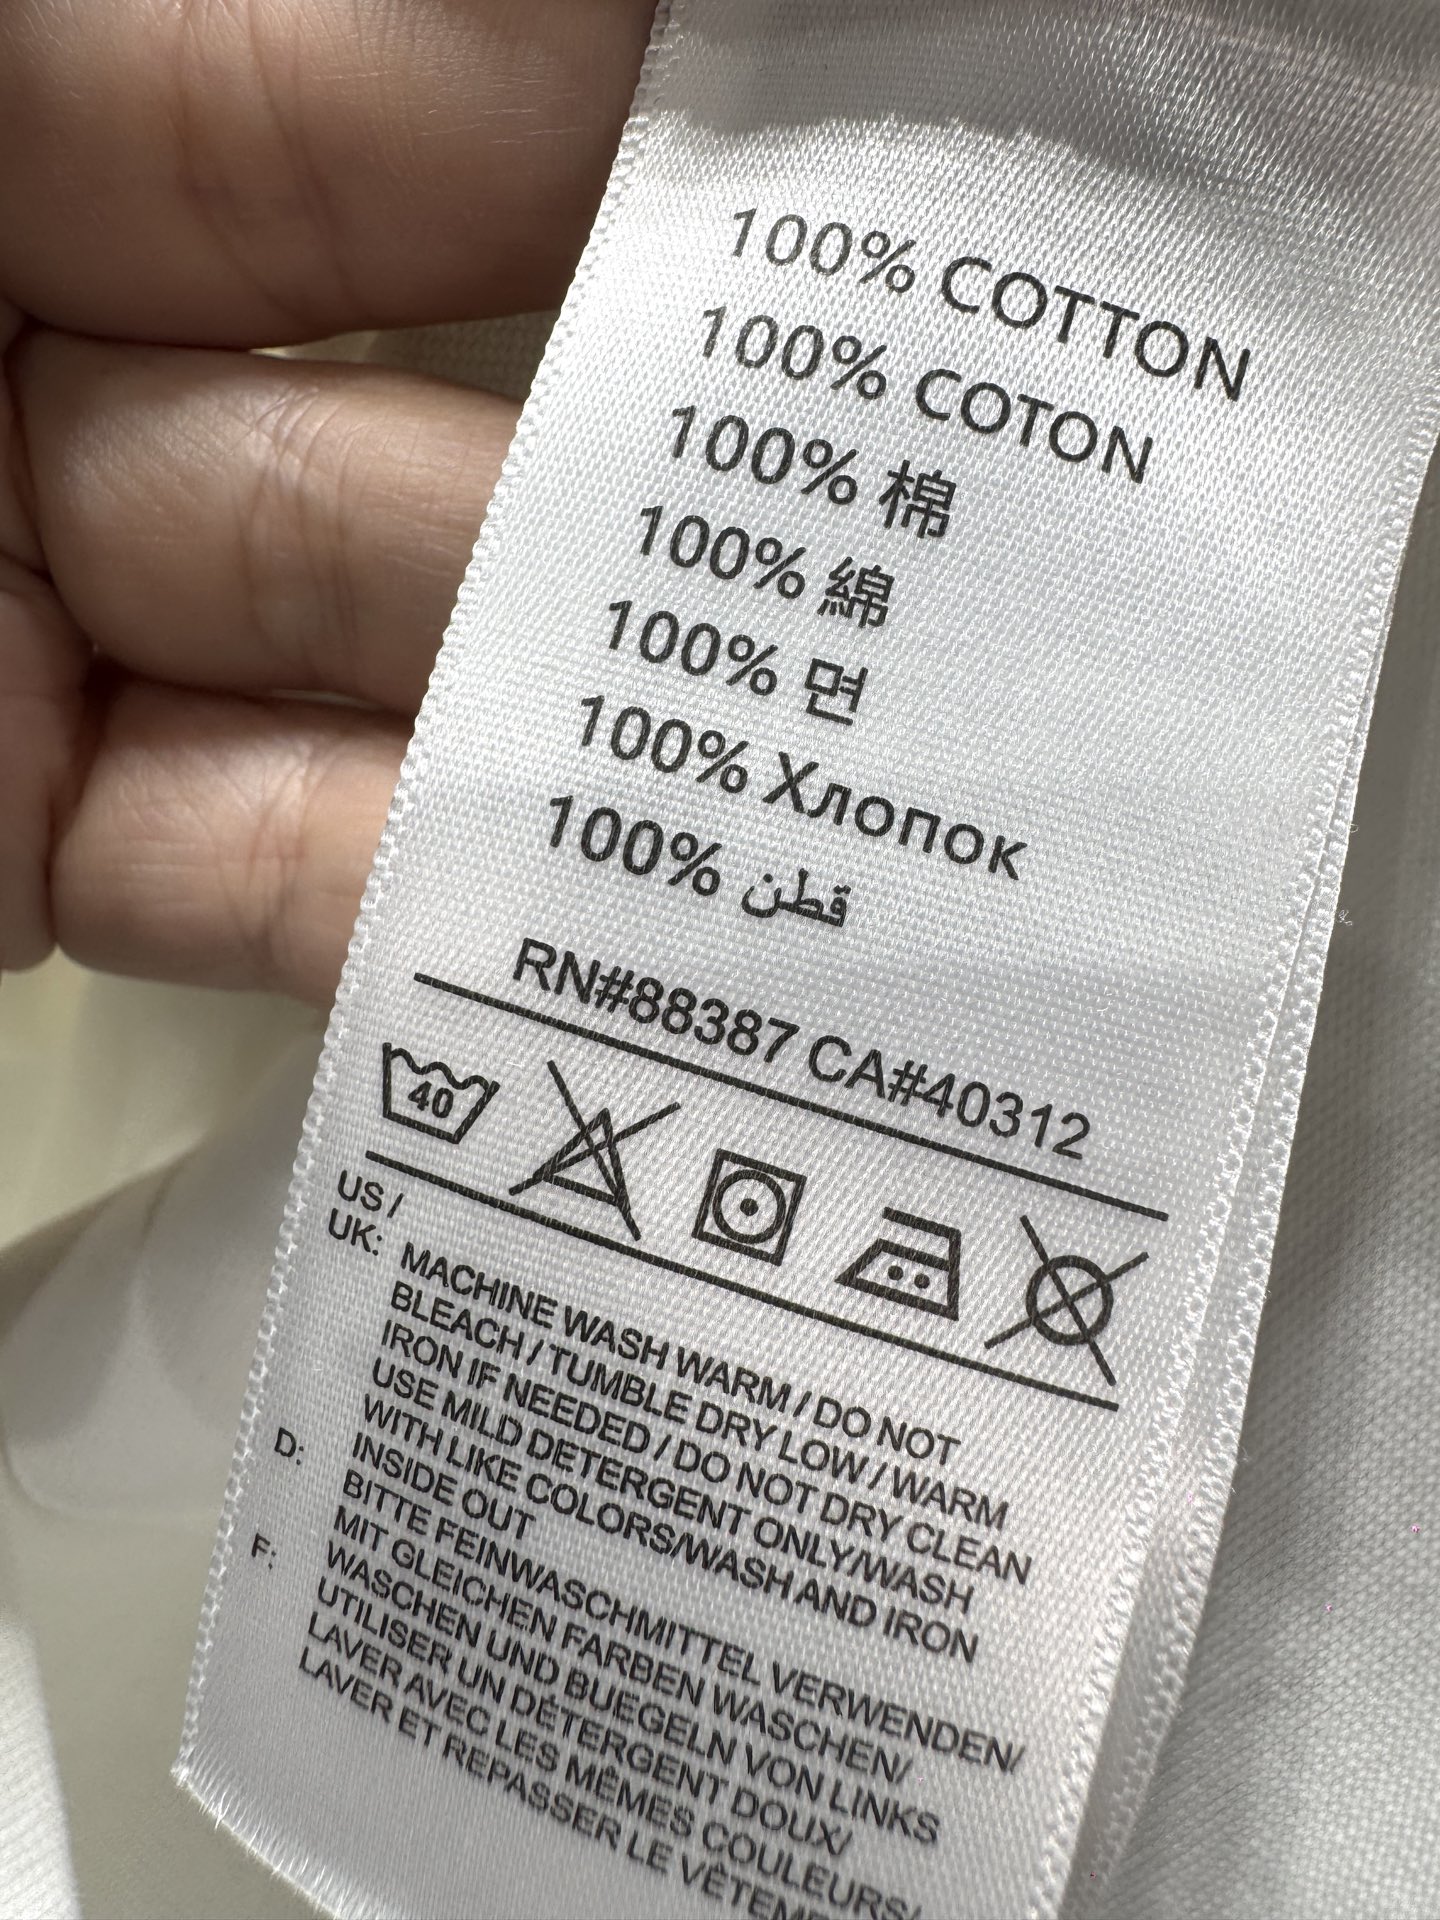 100% COTTON
100% COTON
100% 棉
100% 綿
100% 면
100% Хлопок
100% قطن
RN#88387 CA#40312
40
US /
UK: MACHINE WASH WARM / DO NOT
BLEACH / TUMBLE DRY LOW / WARM
IRON IF NEEDED / DO NOT DRY CLEAN
USE MILD DETERGENT ONLY/WASH
WITH LIKE COLORS/WASH AND IRON
INSIDE OUT
D: BITTE FEINWASCHMITTEL VERWENDEN/
MIT GLEICHEN FARBEN WASCHEN/
WASCHEN UND BUEGELN VON LINKS
F: UTILISER UN DÉTERGENT DOUX/
LAVER AVEC LES MÊMES COULEURS/
LAVER ET REPASSER LE